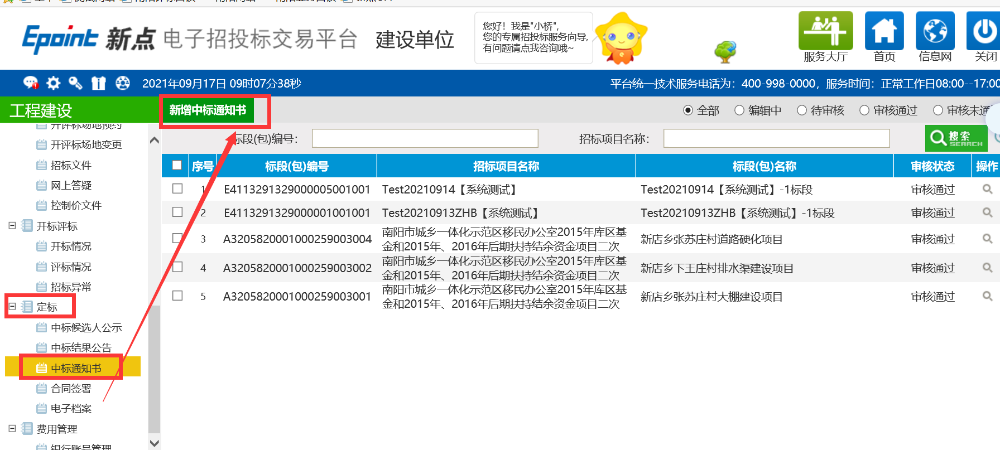 Epoint 新点 电子招投标交易平台 建设单位
您好！我是"小桥"，
您的专属招投标服务向导，
有问题请点我咨询哦~
服务大厅 首页 信息网 关闭
2021年09月17日 09时07分38秒
平台统一技术服务电话为：400-998-0000，服务时间：正常工作日08:00--17:00
工程建设
开评标场地预约
开评标场地变更
招标文件
网上答疑
控制价文件
开标评标
开标情况
评标情况
招标异常
定标
中标候选人公示
中标结果公告
中标通知书
合同签署
电子档案
费用管理
银行账号管理
新增中标通知书
全部 编辑中 待审核 审核通过 审核未通
标段(包)编号：
招标项目名称：
搜索
SEARCH
序号 标段(包)编号 招标项目名称 标段(包)名称 审核状态 操作
1 E4113291329000005001001 Test20210914【系统测试】 Test20210914【系统测试】-1标段 审核通过
2 E4113291329000001001001 Test20210913ZHB【系统测试】 Test20210913ZHB【系统测试】-1标段 审核通过
3 A3205820001000259003004 南阳市城乡一体化示范区移民办公室2015年库区基
金和2015年、2016年后期扶持结余资金项目二次
新店乡张苏庄村道路硬化项目 审核通过
4 A3205820001000259003002 南阳市城乡一体化示范区移民办公室2015年库区基
金和2015年、2016年后期扶持结余资金项目二次
新店乡下王庄村排水渠建设项目 审核通过
5 A3205820001000259003001 南阳市城乡一体化示范区移民办公室2015年库区基
金和2015年、2016年后期扶持结余资金项目二次
新店乡张苏庄村大棚建设项目 审核通过